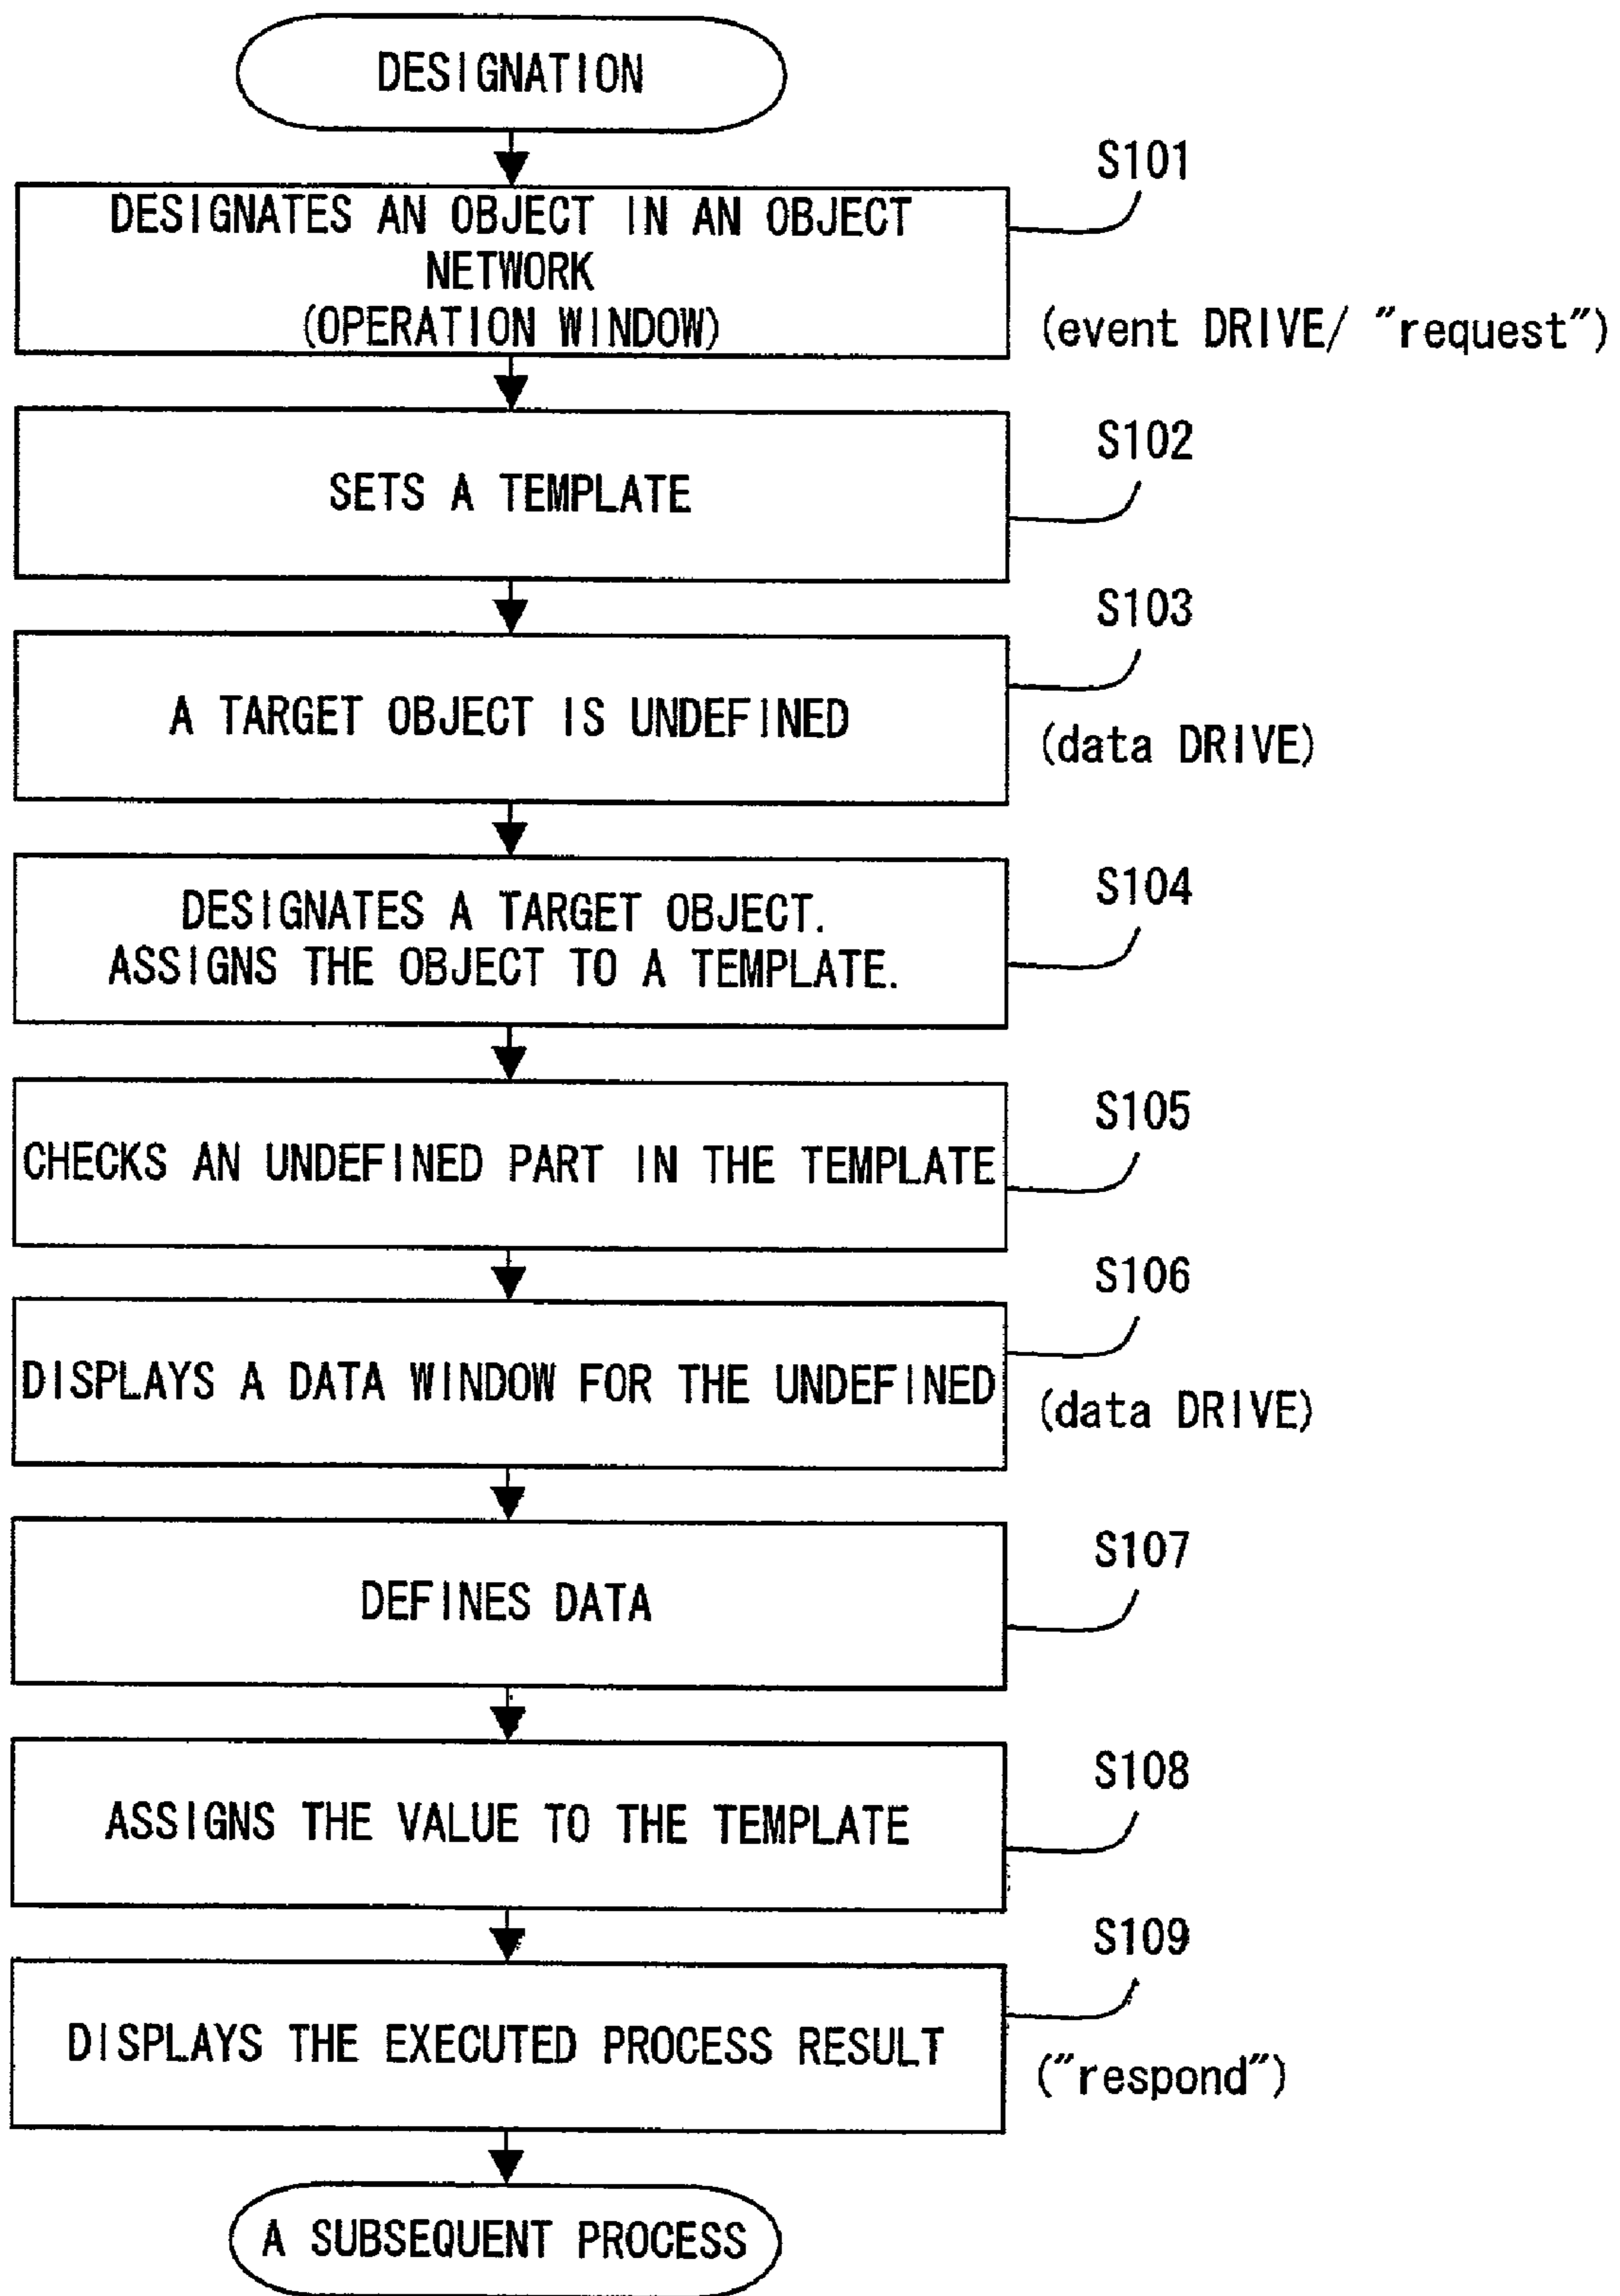 DESIGNATION
S101
DESIGNATES AN OBJECT IN AN OBJECT
NETWORK
(OPERATION WINDOW)
(event DRIVE/ "request")
S102
SETS A TEMPLATE
S103
A TARGET OBJECT IS UNDEFINED
(data DRIVE)
S104
DESIGNATES A TARGET OBJECT.
ASSIGNS THE OBJECT TO A TEMPLATE.
S105
CHECKS AN UNDEFINED PART IN THE TEMPLATE
S106
DISPLAYS A DATA WINDOW FOR THE UNDEFINED
(data DRIVE)
S107
DEFINES DATA
S108
ASSIGNS THE VALUE TO THE TEMPLATE
S109
DISPLAYS THE EXECUTED PROCESS RESULT
("respond")
A SUBSEQUENT PROCESS